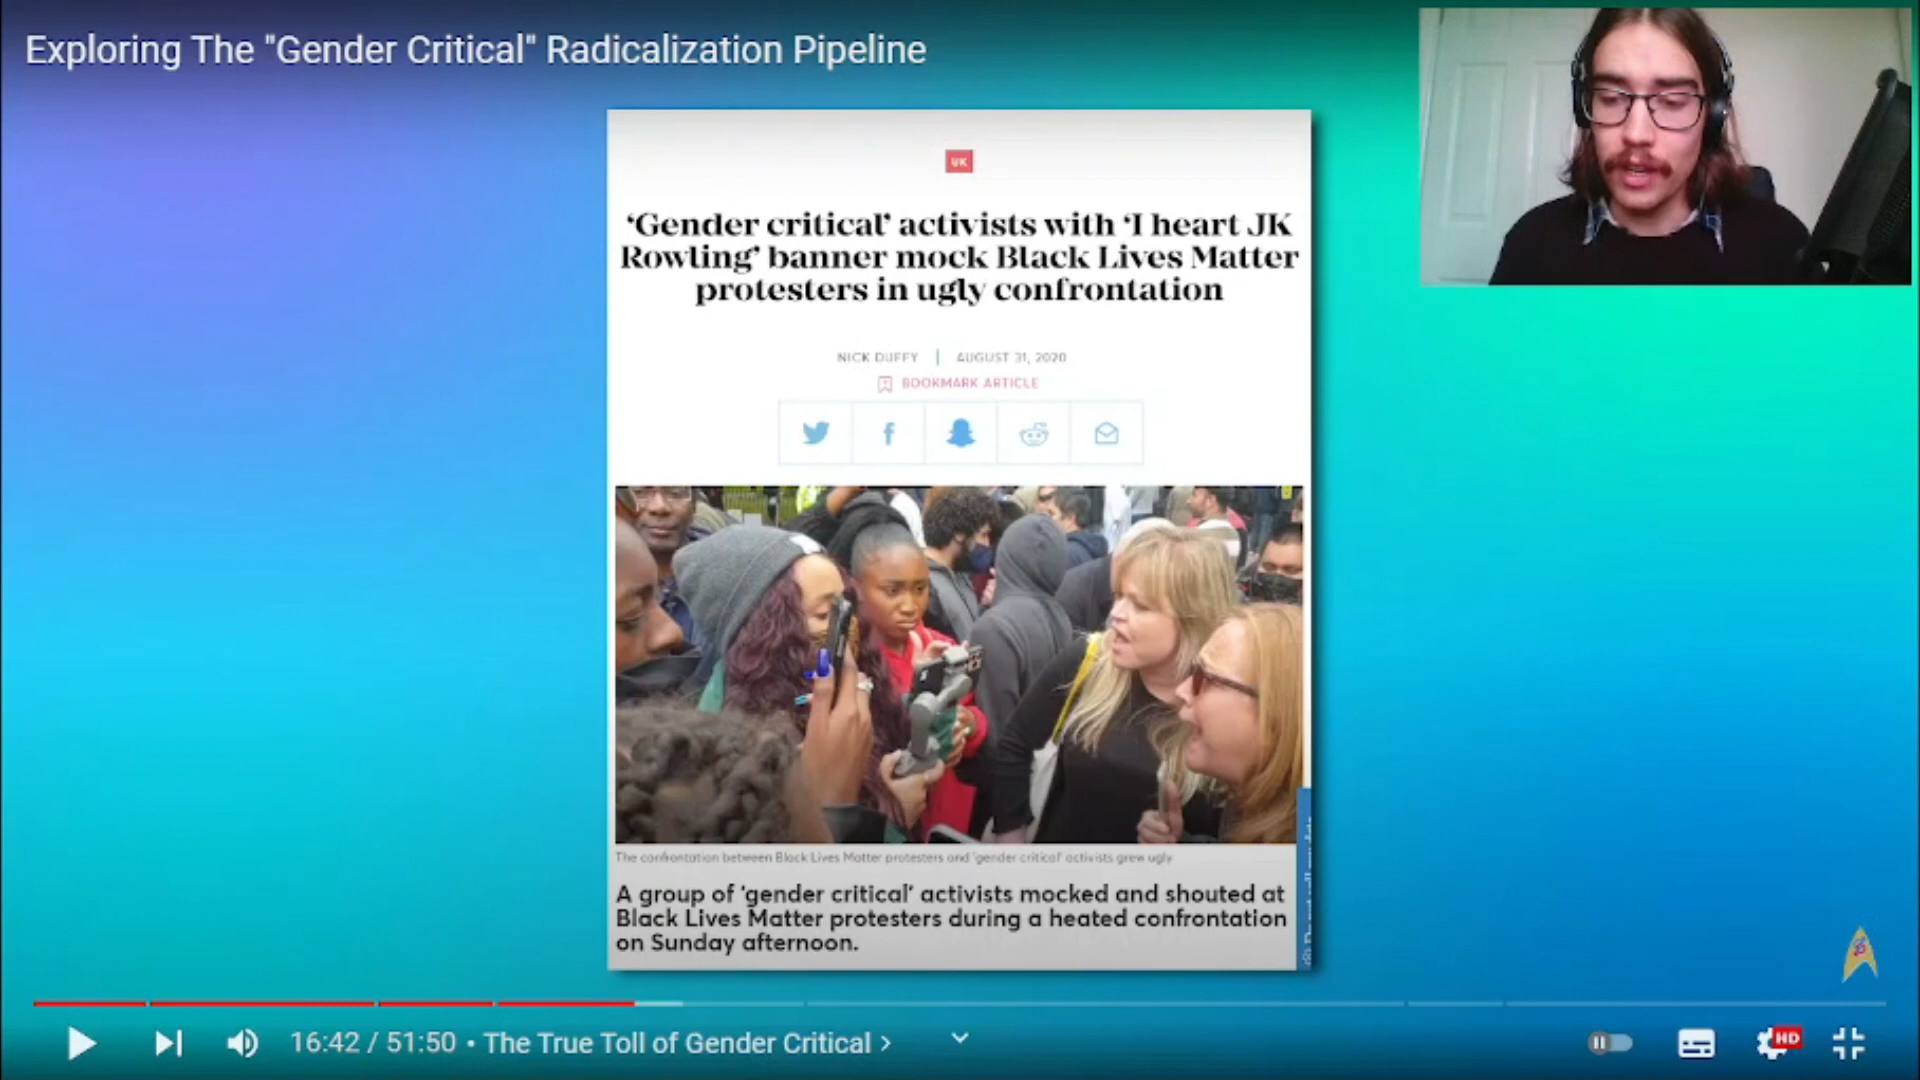 Exploring The "Gender Critical" Radicalization Pipeline
UK
‘Gender critical’ activists with ‘I heart JK
Rowling’ banner mock Black Lives Matter
protesters in ugly confrontation
NICK DUFFY | AUGUST 31, 2020
BOOKMARK ARTICLE
The confrontation between Black Lives Matter protesters and 'gender critical' activists grew ugly
A group of ‘gender critical’ activists mocked and shouted at
Black Lives Matter protesters during a heated confrontation
on Sunday afternoon.
16:42 / 51:50 • The True Toll of Gender Critical >
HD